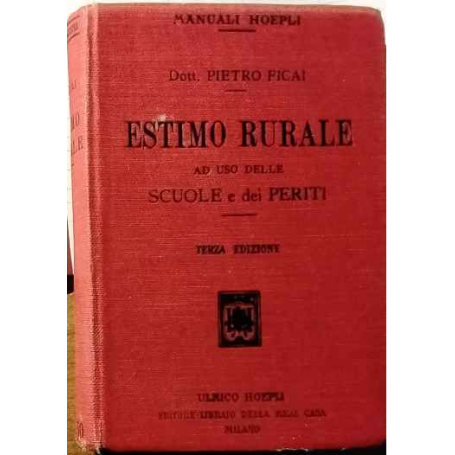 MANUALI HOEPLI
Dott. PIETRO FICAI
ESTIMO RURALE
AD USO DELLE
SCUOLE e dei PERITI
TERZA EDIZIONE
ULRICO HOEPLI
EDITORE-LIBRAIO DELLA REAL CASA
MILANO